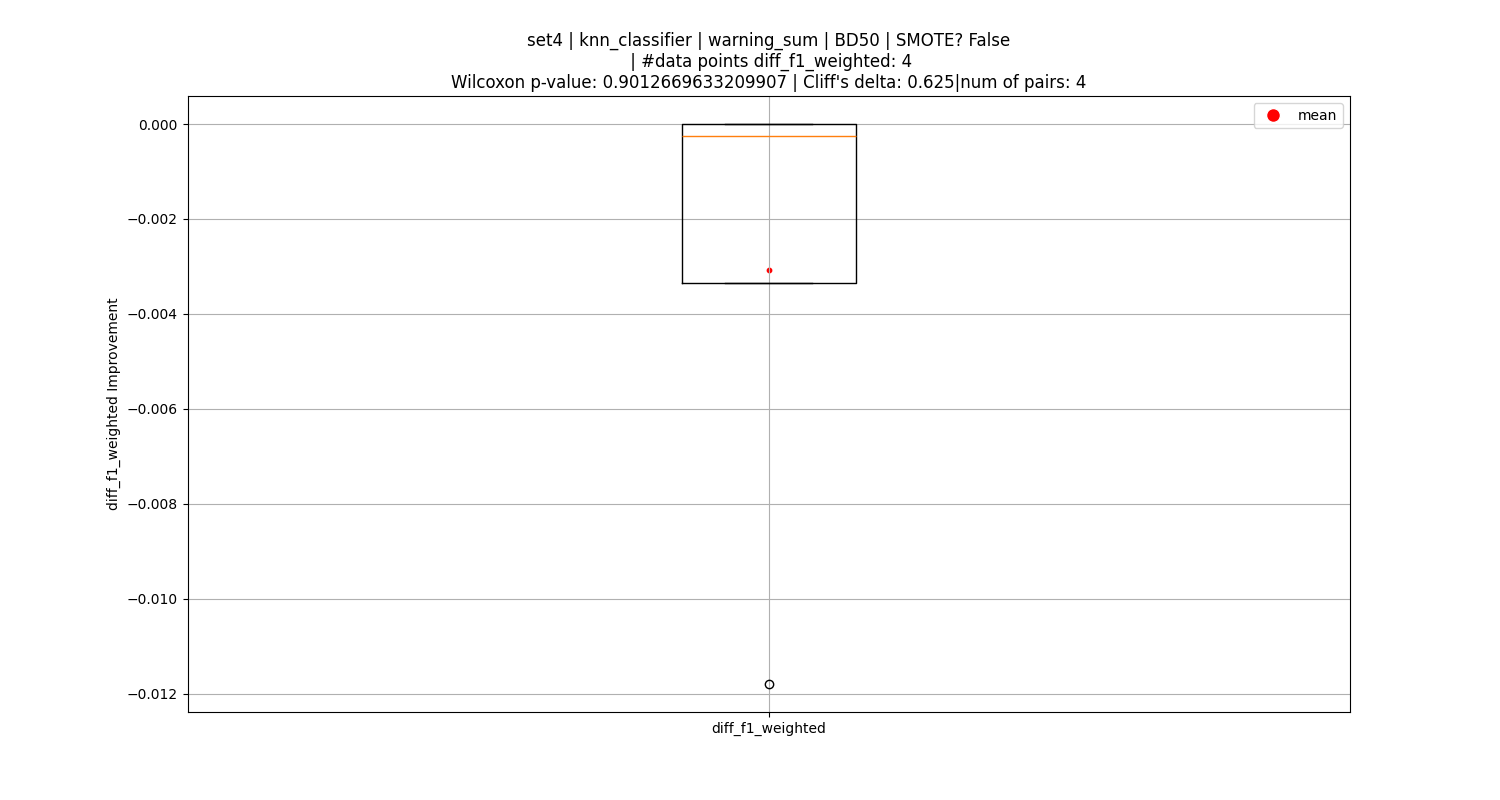 set4 | knn_classifier | warning_sum | BD50 | SMOTE? False
| #data points diff_f1_weighted: 4
Wilcoxon p-value: 0.9012669633209907 | Cliff's delta: 0.625|num of pairs: 4
mean
0.000
−0.002
−0.004
−0.006
−0.008
−0.010
−0.012
diff_f1_weighted Improvement
diff_f1_weighted